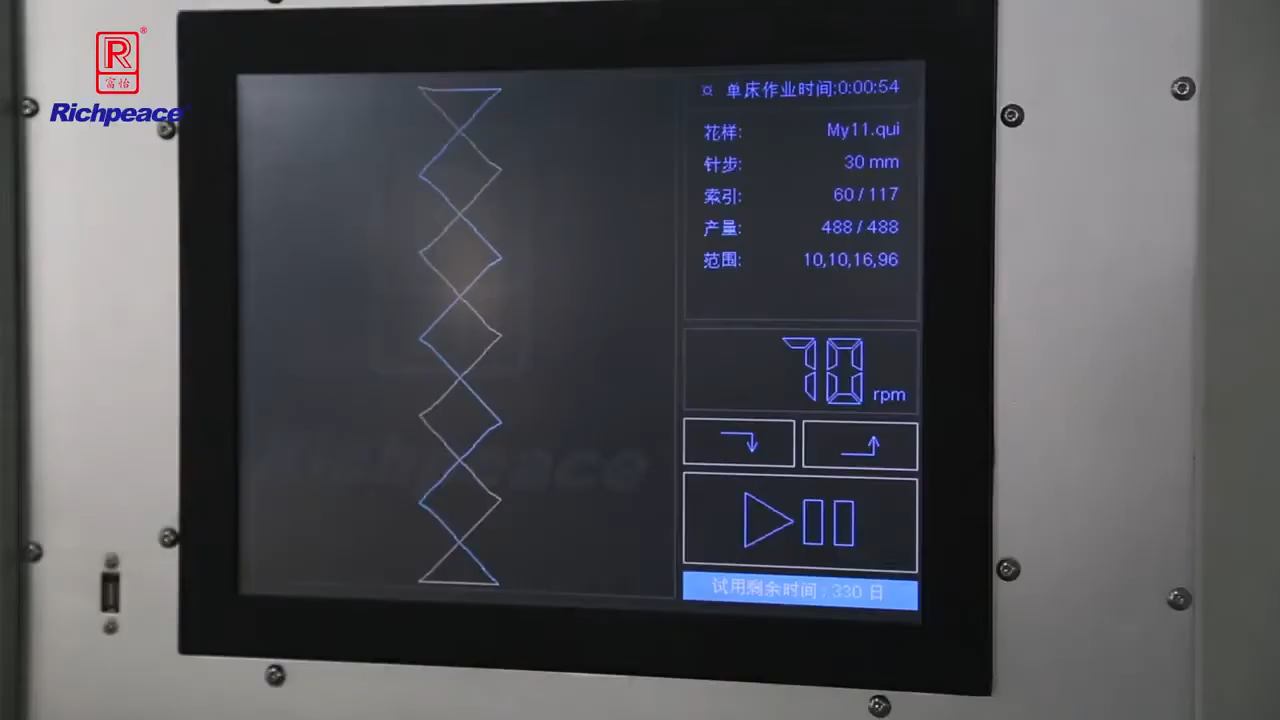 R®
富怡
Richpeace
单床作业时间:0:00:54
花样: My11.qui
针步: 30 mm
索引: 60 / 117
产量: 488 / 488
范围: 10,10,16,96
70 rpm
Richpeace
试用剩余时间 : 330 日